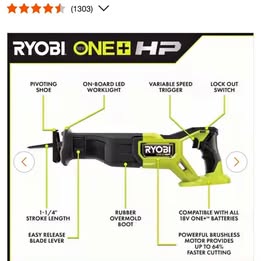 (1303)
RYOBI ONE+ HP
PIVOTING
SHOE
ON-BOARD LED
WORKLIGHT
VARIABLE SPEED
TRIGGER
LOCK OUT
SWITCH
RYOBI
1-1/4"
STROKE LENGTH
RUBBER
OVERMOLD
BOOT
COMPATIBLE WITH ALL
18V ONE+™ BATTERIES
EASY RELEASE
BLADE LEVER
POWERFUL BRUSHLESS
MOTOR PROVIDES
UP TO 64%
FASTER CUTTING